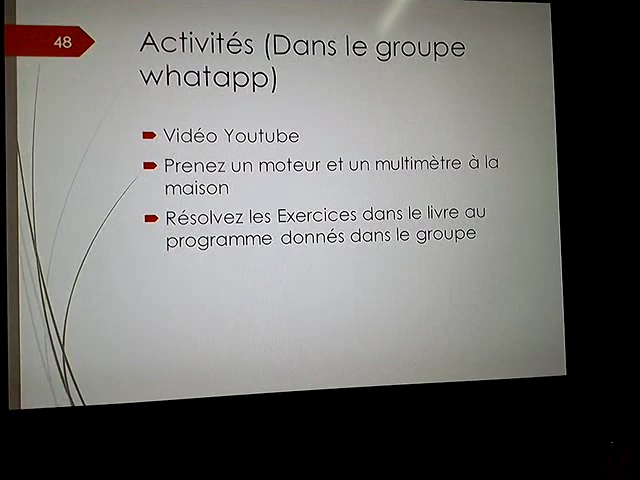 48
Activités (Dans le groupe
whatapp)
Vidéo Youtube
Prenez un moteur et un multimètre à la
maison
Résolvez les Exercices dans le livre au
programme donnés dans le groupe